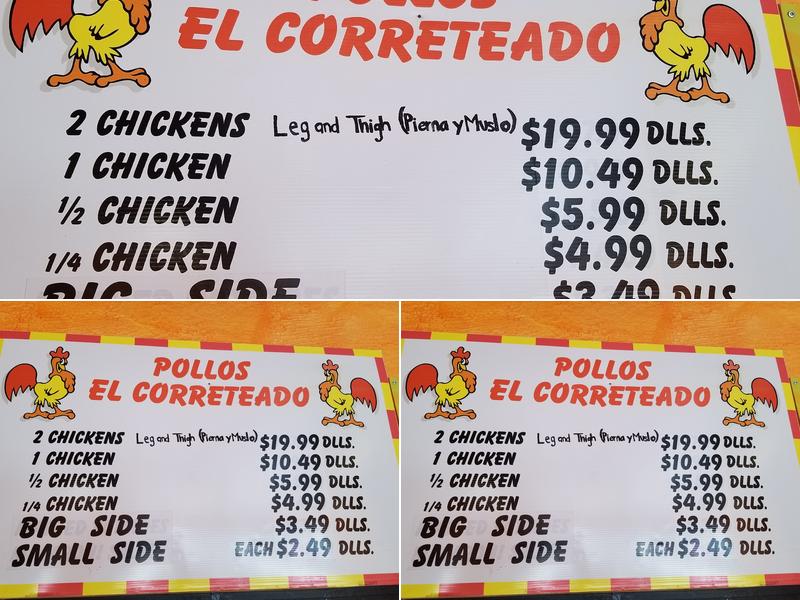 EL CORRETEADO
2 CHICKENS Leg and Thigh (Pierna y Muslo) $19.99 DLLS.
1 CHICKEN $10.49 DLLS.
1/2 CHICKEN $5.99 DLLS.
1/4 CHICKEN $4.99 DLLS.
BIG SIDE $3.49 DLLS
POLLOS
EL CORRETEADO
2 CHICKENS Leg and Thigh (Pierna y Muslo) $19.99 DLLS.
1 CHICKEN $10.49 DLLS.
1/2 CHICKEN $5.99 DLLS.
1/4 CHICKEN $4.99 DLLS.
BIG SIDE $3.49 DLLS.
SMALL SIDE EACH $2.49 DLLS.
POLLOS
EL CORRETEADO
2 CHICKENS Leg and Thigh (Pierna y Muslo) $19.99 DLLS.
1 CHICKEN $10.49 DLLS.
1/2 CHICKEN $5.99 DLLS.
1/4 CHICKEN $4.99 DLLS.
BIG SIDE $3.49 DLLS.
SMALL SIDE EACH $2.49 DLLS.